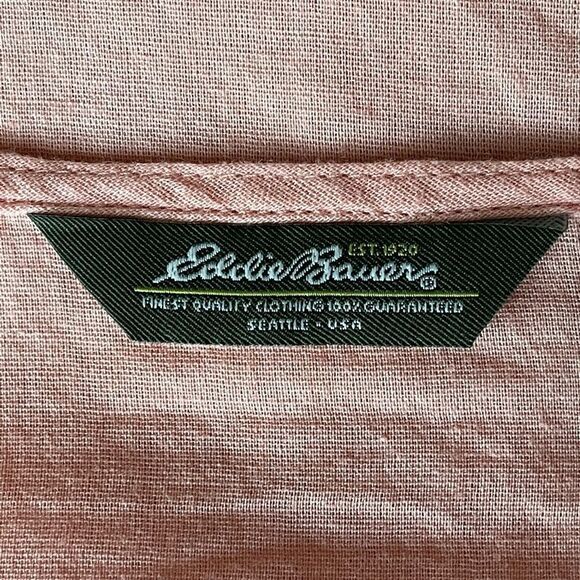 EST. 1920
Eddie Bauer®
FINEST QUALITY CLOTHING 100% GUARANTEED
SEATTLE - USA